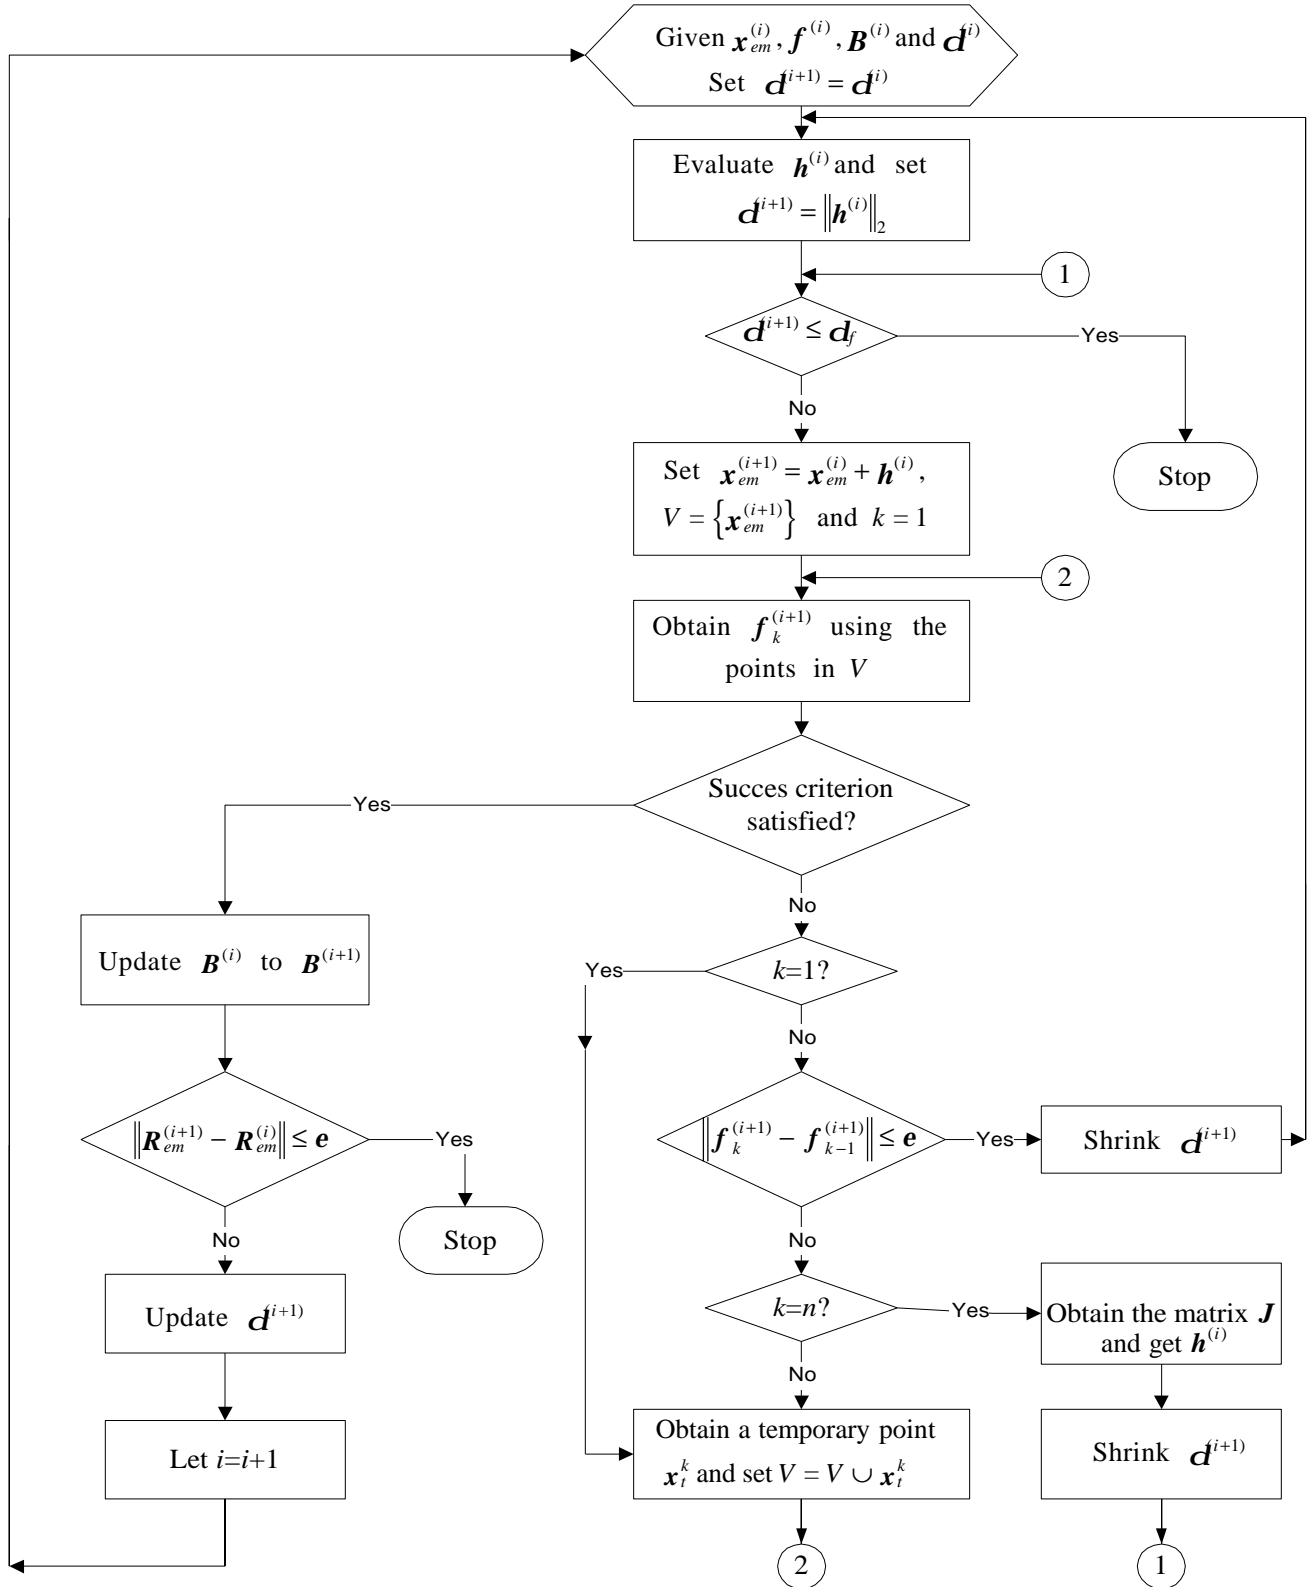 Given x_em^(i), f^(i), B^(i) and d^(i)
Set d^(i+1) = d^(i)
Evaluate h^(i) and set
d^(i+1) = ‖h^(i)‖_2
1
d^(i+1) ≤ d_f
Yes
No
Stop
Set x_em^(i+1) = x_em^(i) + h^(i),
V = {x_em^(i+1)} and k = 1
2
Obtain f_k^(i+1) using the
points in V
Succes criterion
satisfied?
Yes
No
Update B^(i) to B^(i+1)
k=1?
Yes
No
‖R_em^(i+1) − R_em^(i)‖ ≤ e
Yes
No
Stop
‖f_k^(i+1) − f_k−1^(i+1)‖ ≤ e
Yes
Shrink d^(i+1)
No
Update d^(i+1)
k=n?
Yes
Obtain the matrix J
and get h^(i)
No
Let i=i+1
Obtain a temporary point
x_t^k and set V = V ∪ x_t^k
Shrink d^(i+1)
2
1